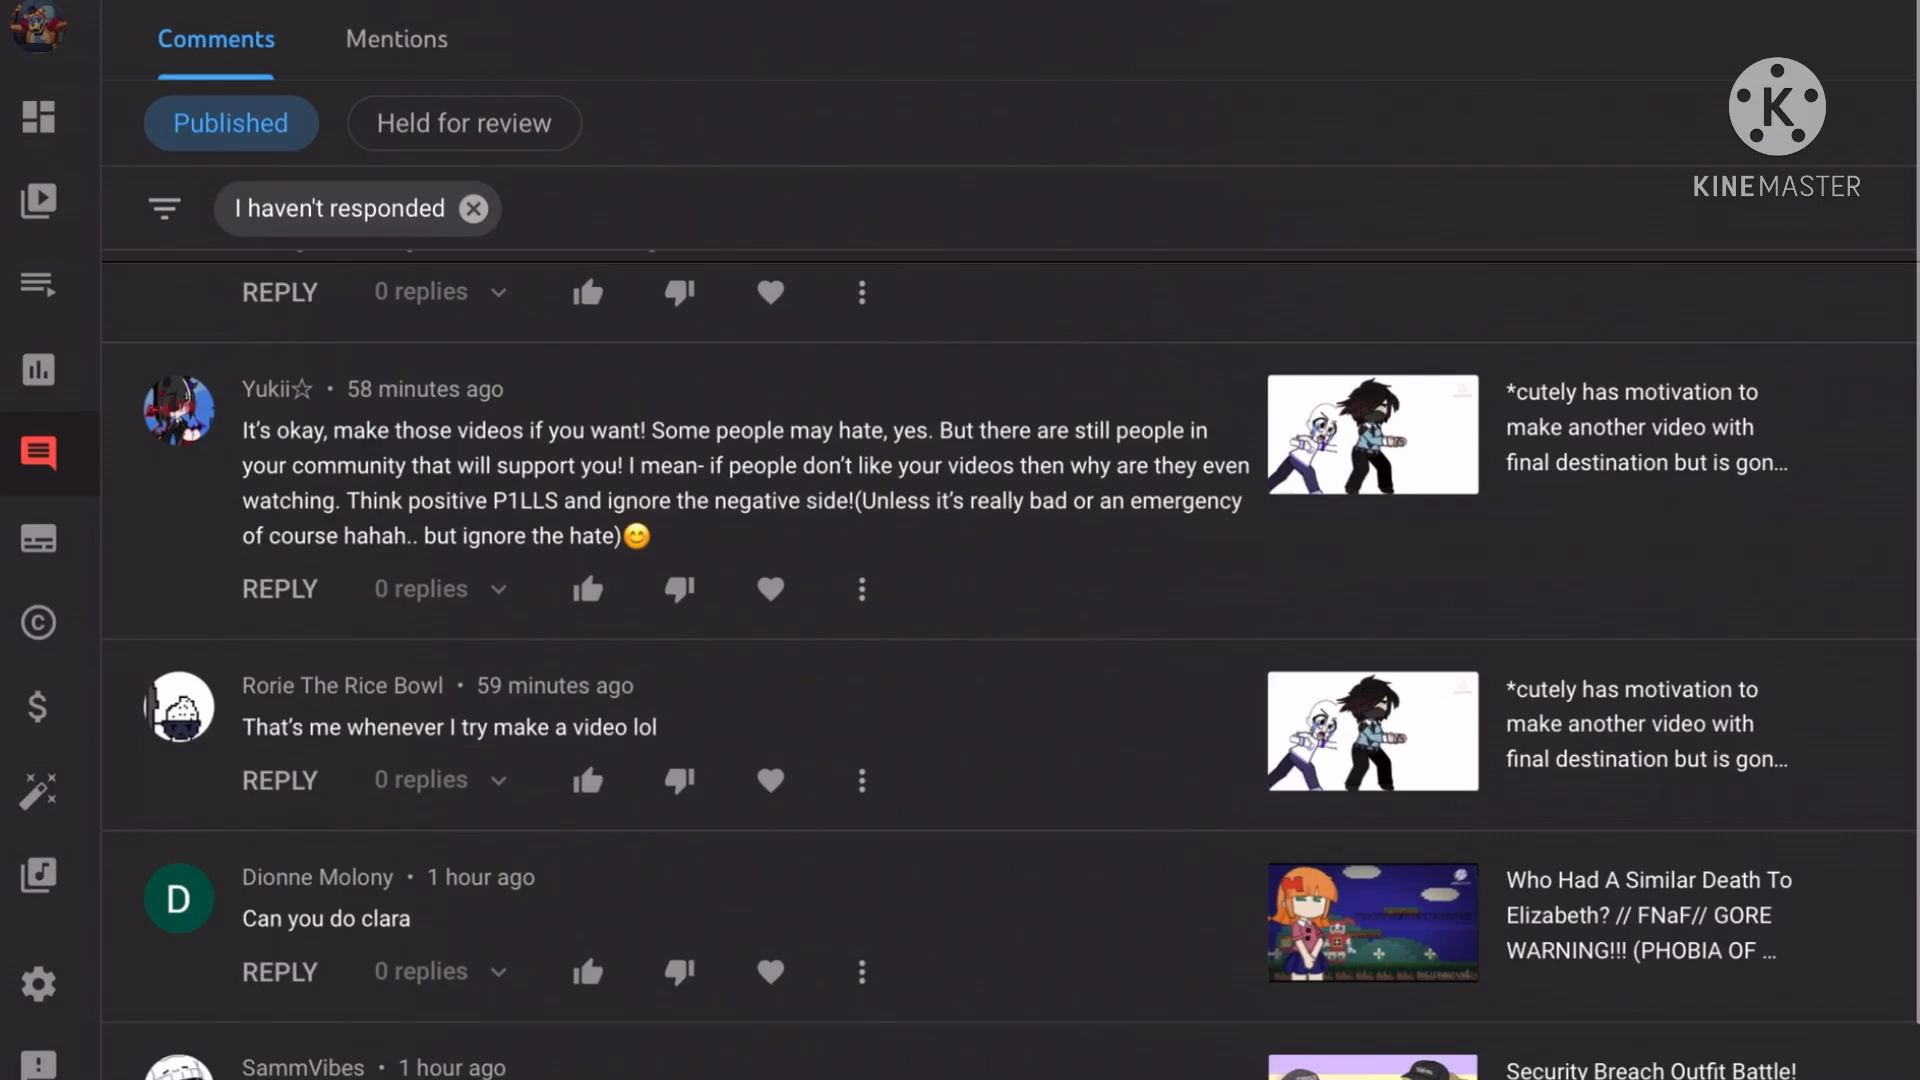 Comments
Mentions
KINEMASTER
Published
Held for review
I haven't responded
REPLY
0 replies
Yukii☆ • 58 minutes ago
It's okay, make those videos if you want! Some people may hate, yes. But there are still people in
your community that will support you! I mean- if people don't like your videos then why are they even
watching. Think positive P1LLS and ignore the negative side!(Unless it's really bad or an emergency
of course hahah.. but ignore the hate)😊
*cutely has motivation to
make another video with
final destination but is gon...
REPLY
0 replies
Rorie The Rice Bowl • 59 minutes ago
That's me whenever I try make a video lol
*cutely has motivation to
make another video with
final destination but is gon...
REPLY
0 replies
D
Dionne Molony • 1 hour ago
Can you do clara
Who Had A Similar Death To
Elizabeth? // FNaF// GORE
WARNING!!! (PHOBIA OF ...
REPLY
0 replies
SammVibes • 1 hour ago
Security Breach Outfit Battle!